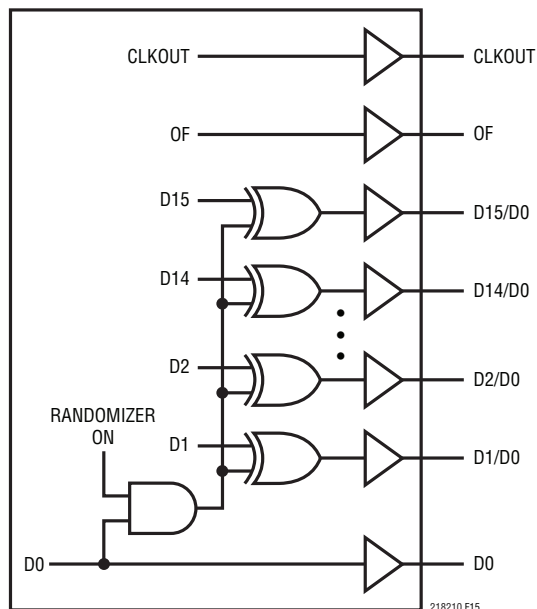 CLKOUT
CLKOUT
OF
OF
D15
D15/D0
D14
D14/D0
D2
D2/D0
RANDOMIZER
ON
D1
D1/D0
D0
D0
218210 F15